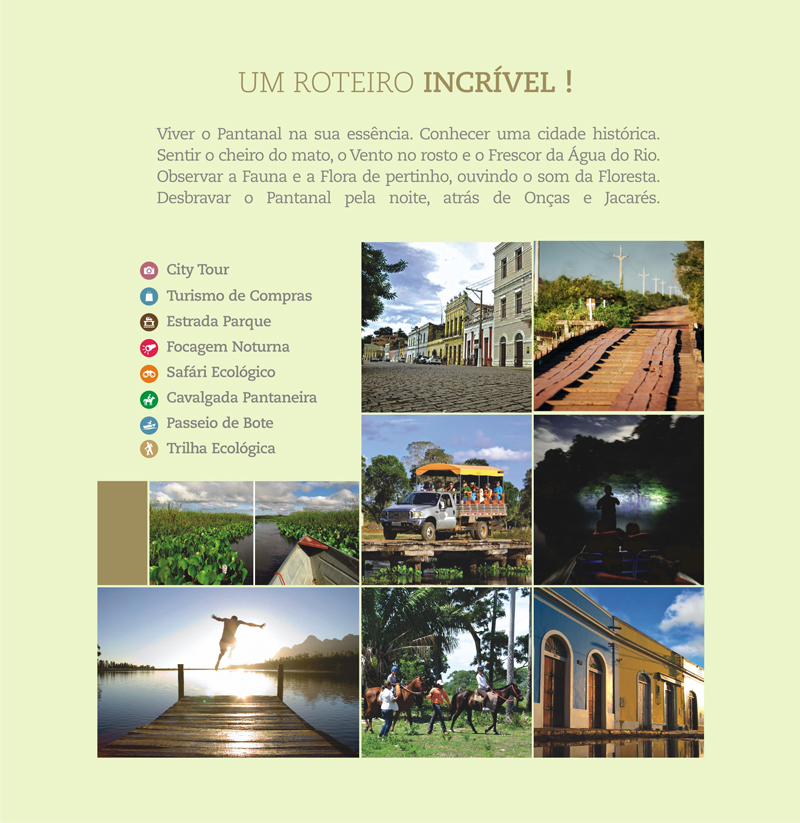 UM ROTEIRO INCRÍVEL !
Viver o Pantanal na sua essência. Conhecer uma cidade histórica.
Sentir o cheiro do mato, o Vento no rosto e o Frescor da Água do Rio.
Observar a Fauna e a Flora de pertinho, ouvindo o som da Floresta.
Desbravar o Pantanal pela noite, atrás de Onças e Jacarés.
City Tour
Turismo de Compras
Estrada Parque
Focagem Noturna
Safári Ecológico
Cavalgada Pantaneira
Passeio de Bote
Trilha Ecológica